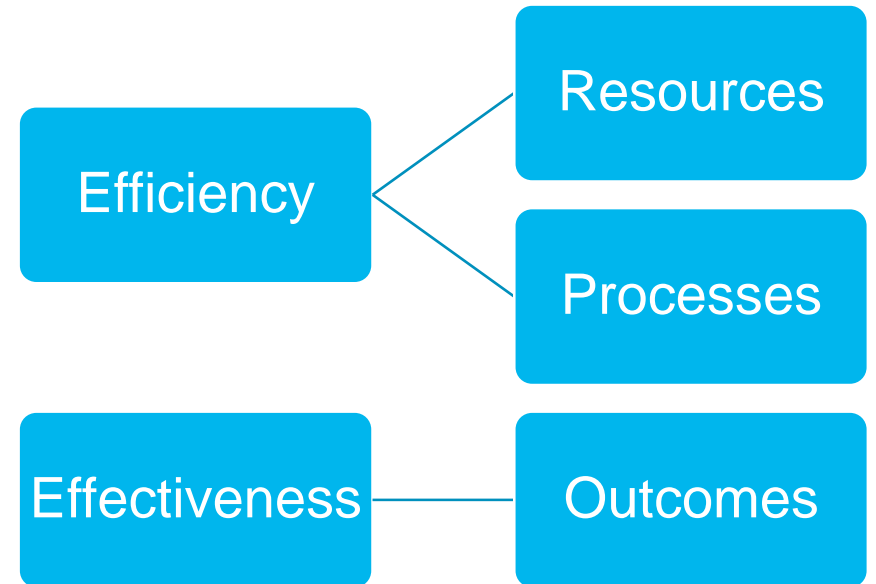 Efficiency
Resources
Processes
Effectiveness
Outcomes